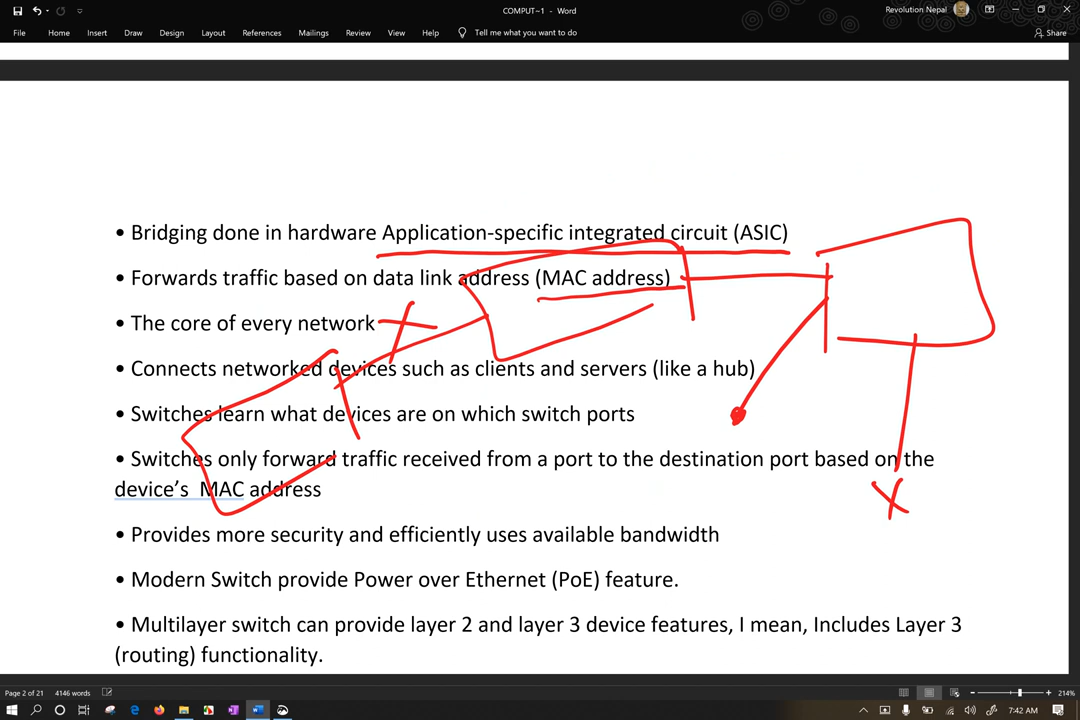 COMPUT~1 - Word
Revolution Nepal
File Home Insert Draw Design Layout References Mailings Review View Help Tell me what you want to do Share
• Bridging done in hardware Application-specific integrated circuit (ASIC)
• Forwards traffic based on data link address (MAC address)
• The core of every network
• Connects networked devices such as clients and servers (like a hub)
• Switches learn what devices are on which switch ports
• Switches only forward traffic received from a port to the destination port based on the
device’s MAC address
• Provides more security and efficiently uses available bandwidth
• Modern Switch provide Power over Ethernet (PoE) feature.
• Multilayer switch can provide layer 2 and layer 3 device features, I mean, Includes Layer 3
(routing) functionality.
X
X
Page 2 of 21 4146 words 214%
7:42 AM